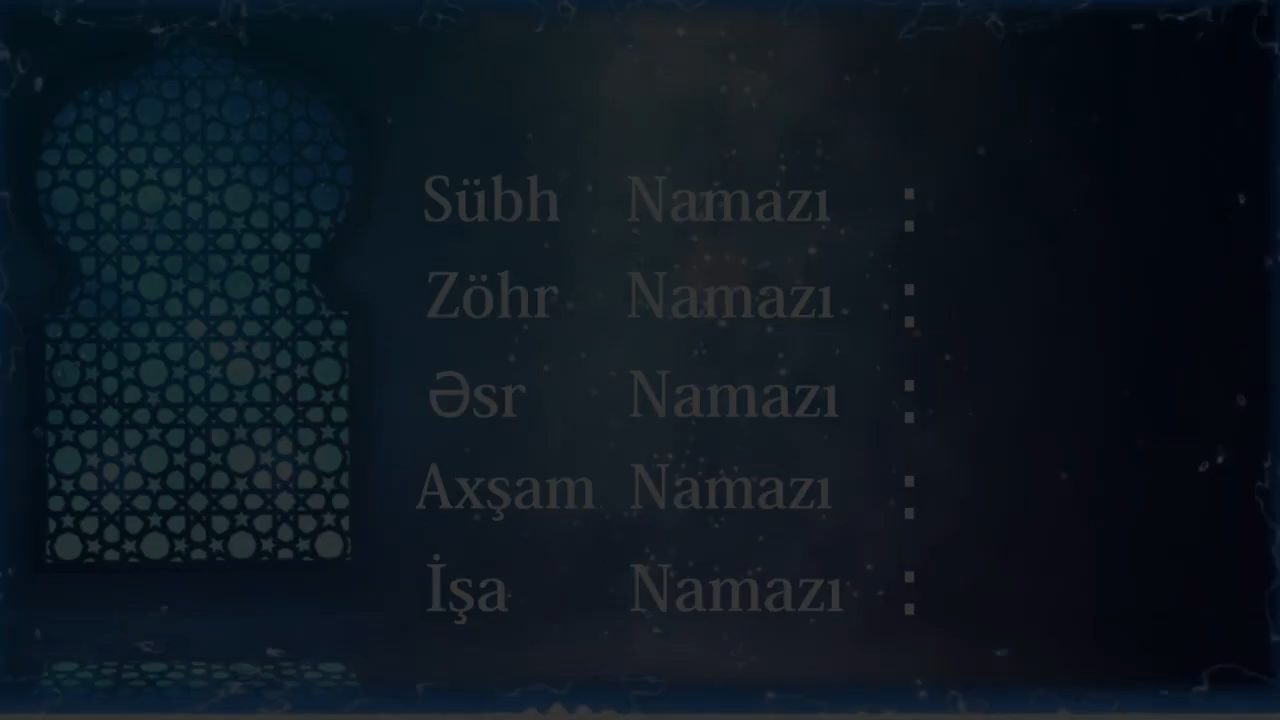 Sübh Namazı :
Zöhr Namazı :
Əsr Namazı :
Axşam Namazı :
İşa Namazı :